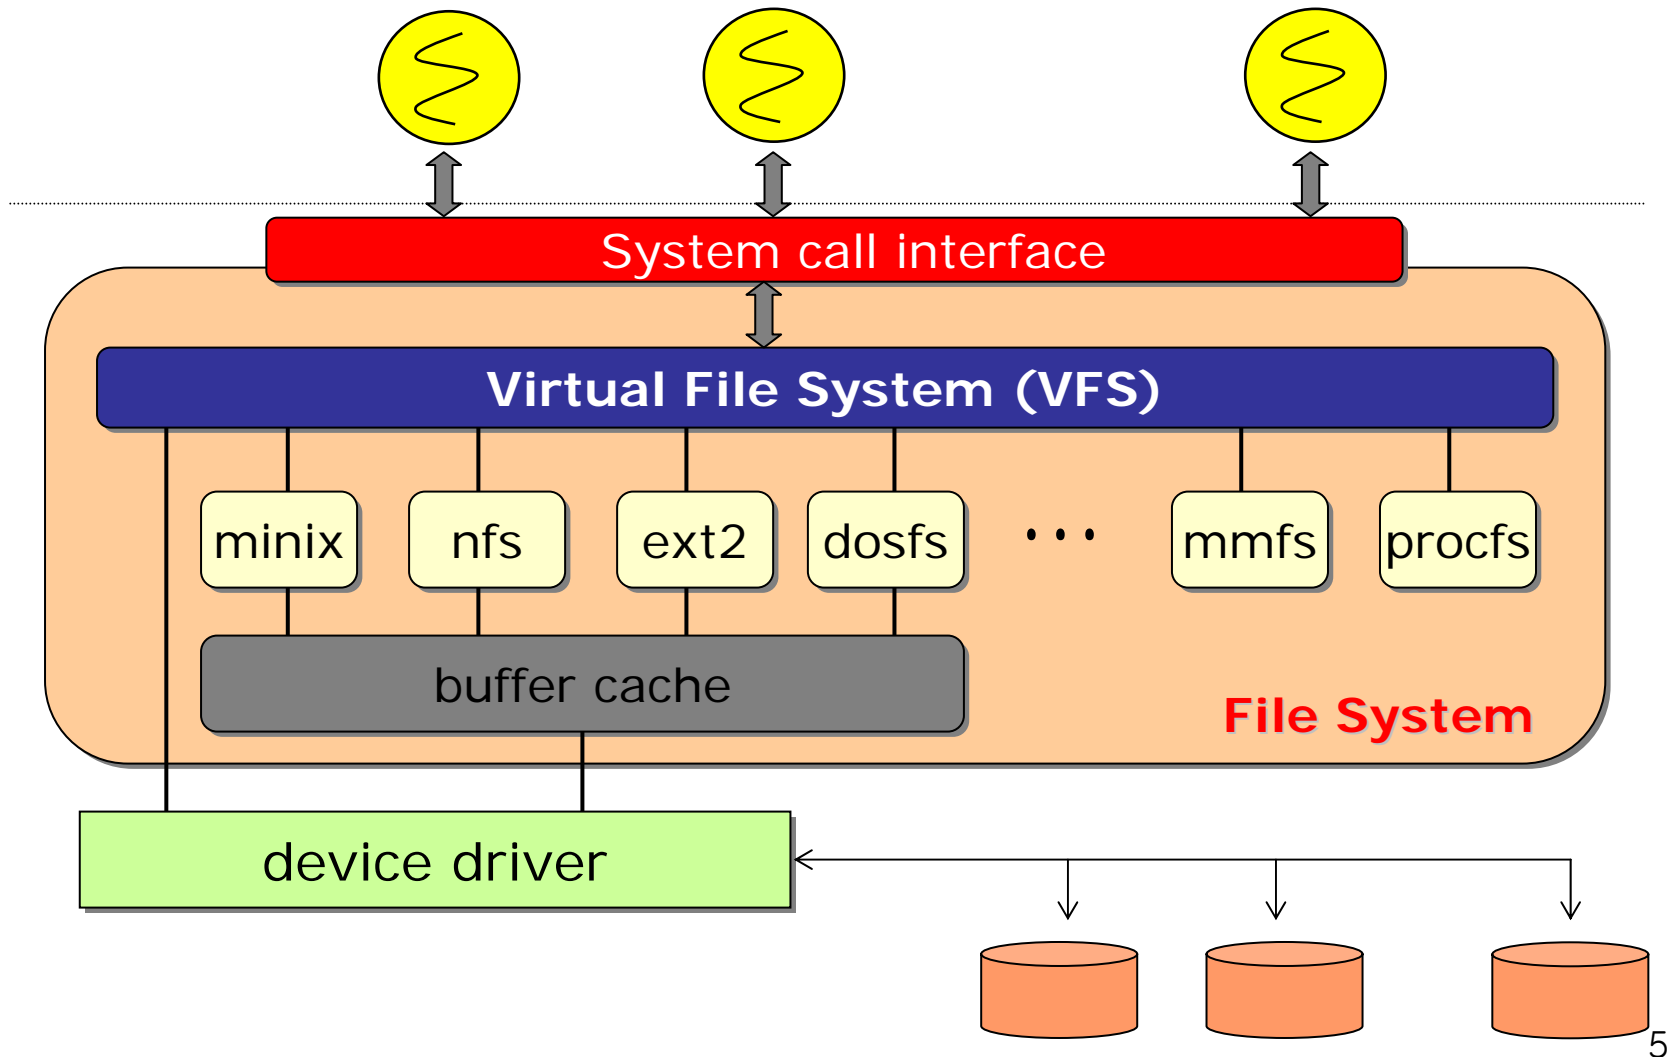 System call interface
Virtual File System (VFS)
minix nfs ext2 dosfs ... mmfs procfs
buffer cache
File System
device driver
5